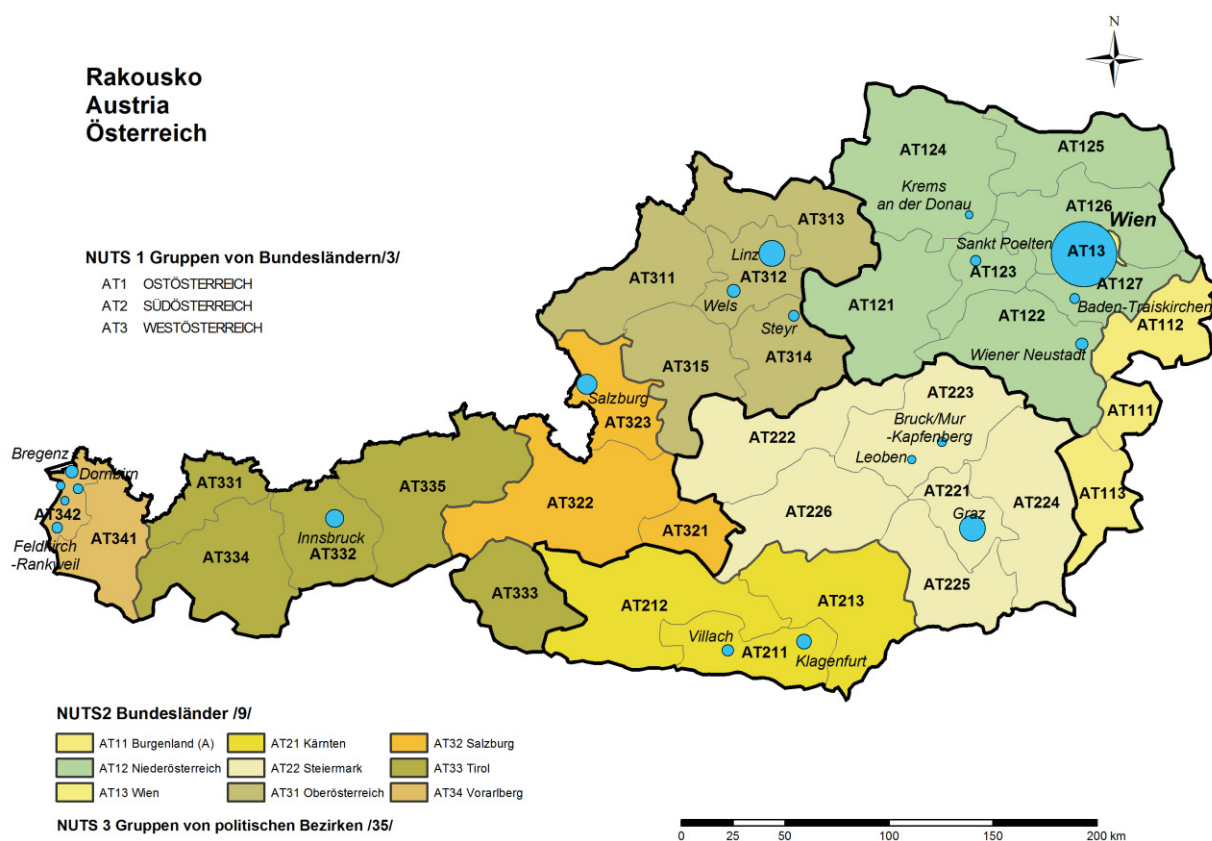 N
Rakousko
Austria
Österreich
NUTS 1 Gruppen von Bundesländern/3/
AT1 OSTÖSTERREICH
AT2 SÜDÖSTERREICH
AT3 WESTÖSTERREICH
AT124
AT125
Krems
an der Donau
AT126
Wien
AT313
Sankt Poelten
AT13
Linz
AT311
AT312
AT123
AT127
AT121
Wels
Baden-Traiskirchen
Steyr
AT122
AT112
Wiener Neustadt
AT315
AT314
Salzburg
AT223
AT111
AT323
Bruck/Mur
-Kapfenberg
AT222
Leoben
Bregenz
Dornbirn
AT331
AT335
AT221
AT113
AT322
AT224
AT342
AT226
Graz
AT341
Innsbruck
AT321
Feldkirch
-Rankweil
AT334
AT332
AT333
AT225
AT212
AT213
Villach
AT211
Klagenfurt
NUTS2 Bundesländer /9/
AT11 Burgenland (A)
AT21 Kärnten
AT32 Salzburg
AT12 Niederösterreich
AT22 Steiermark
AT33 Tirol
AT13 Wien
AT31 Oberösterreich
AT34 Vorarlberg
NUTS 3 Gruppen von politischen Bezirken /35/
0 25 50 100 150 200 km